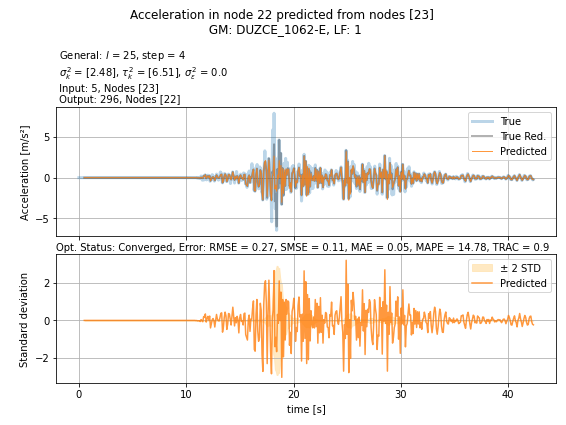 Acceleration in node 22 predicted from nodes [23]
GM: DUZCE_1062-E, LF: 1
General: l = 25, step = 4
σ²ₖ = [2.48], τ²ₖ = [6.51], σ²ε = 0.0
Input: 5, Nodes [23]
Output: 296, Nodes [22]
Acceleration [m/s²]
5
0
−5
True
True Red.
Predicted
Opt. Status: Converged, Error: RMSE = 0.27, SMSE = 0.11, MAE = 0.05, MAPE = 14.78, TRAC = 0.9
Standard deviation
2
0
−2
± 2 STD
Predicted
0 10 20 30 40
time [s]